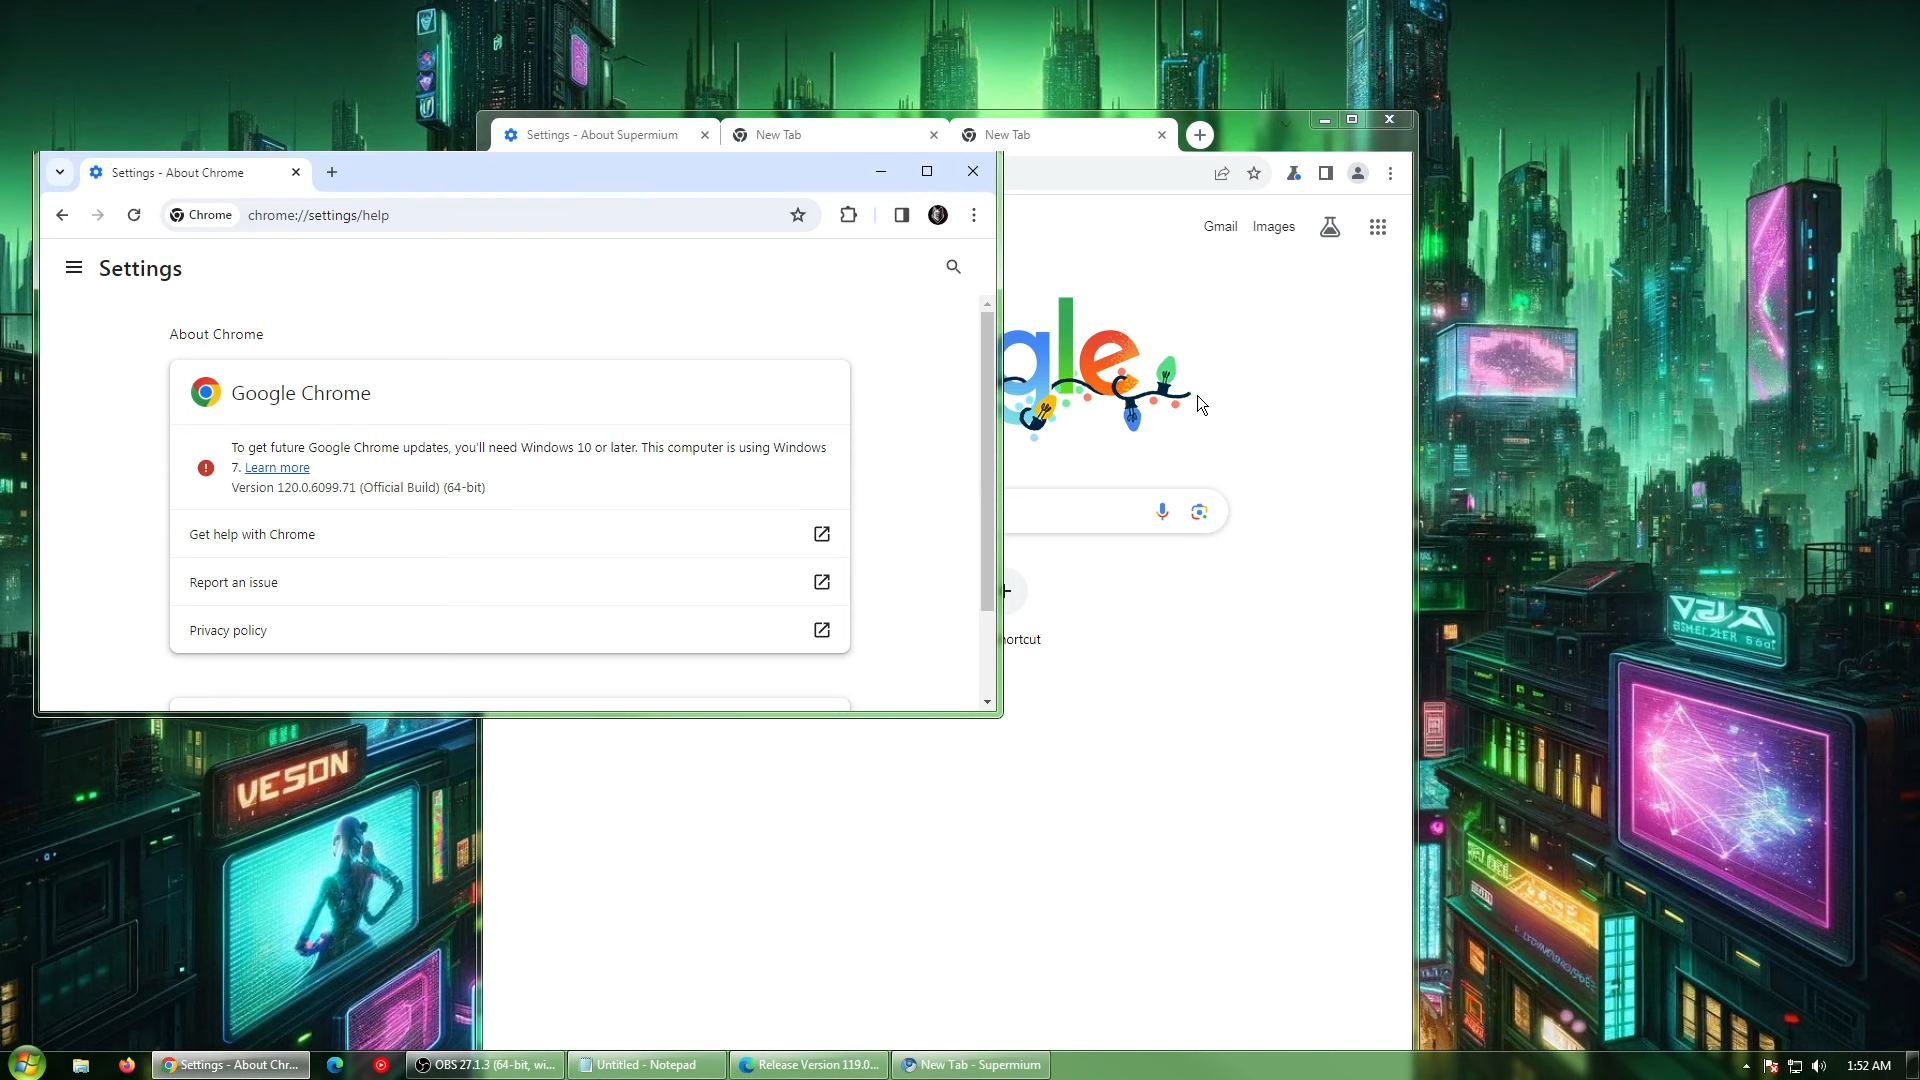 Settings - About Supermium
New Tab
New Tab
Settings - About Chrome
Chrome
chrome://settings/help
Gmail
Images
Settings
About Chrome
gle
Google Chrome
To get future Google Chrome updates, you'll need Windows 10 or later. This computer is using Windows
7. Learn more
Version 120.0.6099.71 (Official Build) (64-bit)
Get help with Chrome
Report an issue
ortcut
Privacy policy
VESON
Settings - About Chr...
OBS 27.1.3 (64-bit, wi...
Untitled - Notepad
Release Version 119.0...
New Tab - Supermium
1:52 AM